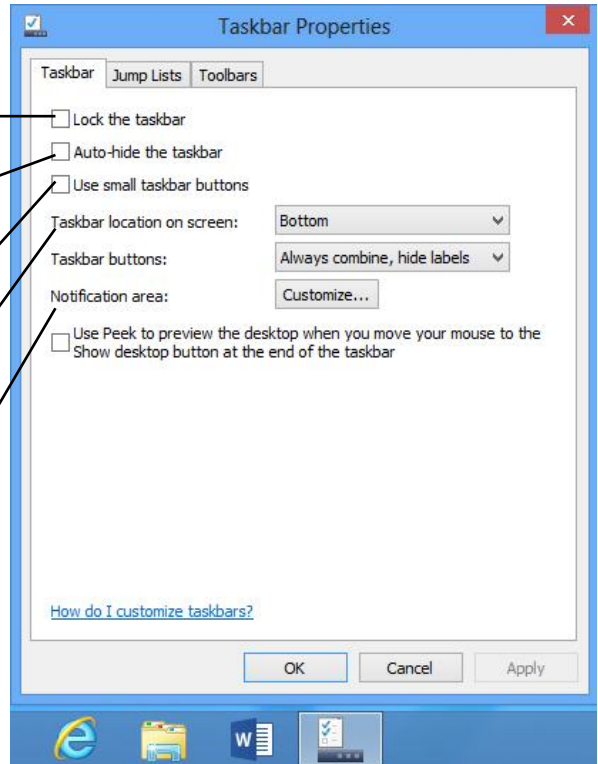 Taskbar Properties
Taskbar Jump Lists Toolbars
Lock the taskbar
Auto-hide the taskbar
Use small taskbar buttons
Taskbar location on screen: Bottom
Taskbar buttons: Always combine, hide labels
Notification area: Customize...
Use Peek to preview the desktop when you move your mouse to the
Show desktop button at the end of the taskbar
How do I customize taskbars?
OK Cancel Apply
W